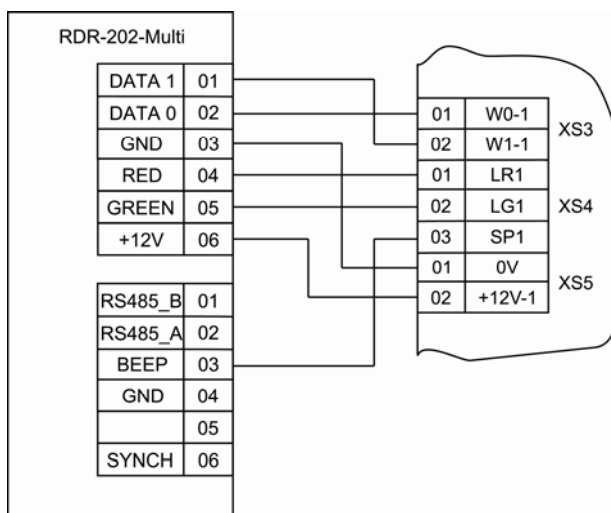 RDR-202-Multi
DATA 1 01
DATA 0 02
GND 03
RED 04
GREEN 05
+12V 06
RS485_B 01
RS485_A 02
BEEP 03
GND 04
05
SYNCH 06
01 W0-1
02 W1-1
XS3
01 LR1
02 LG1
03 SP1
XS4
01 0V
02 +12V-1
XS5